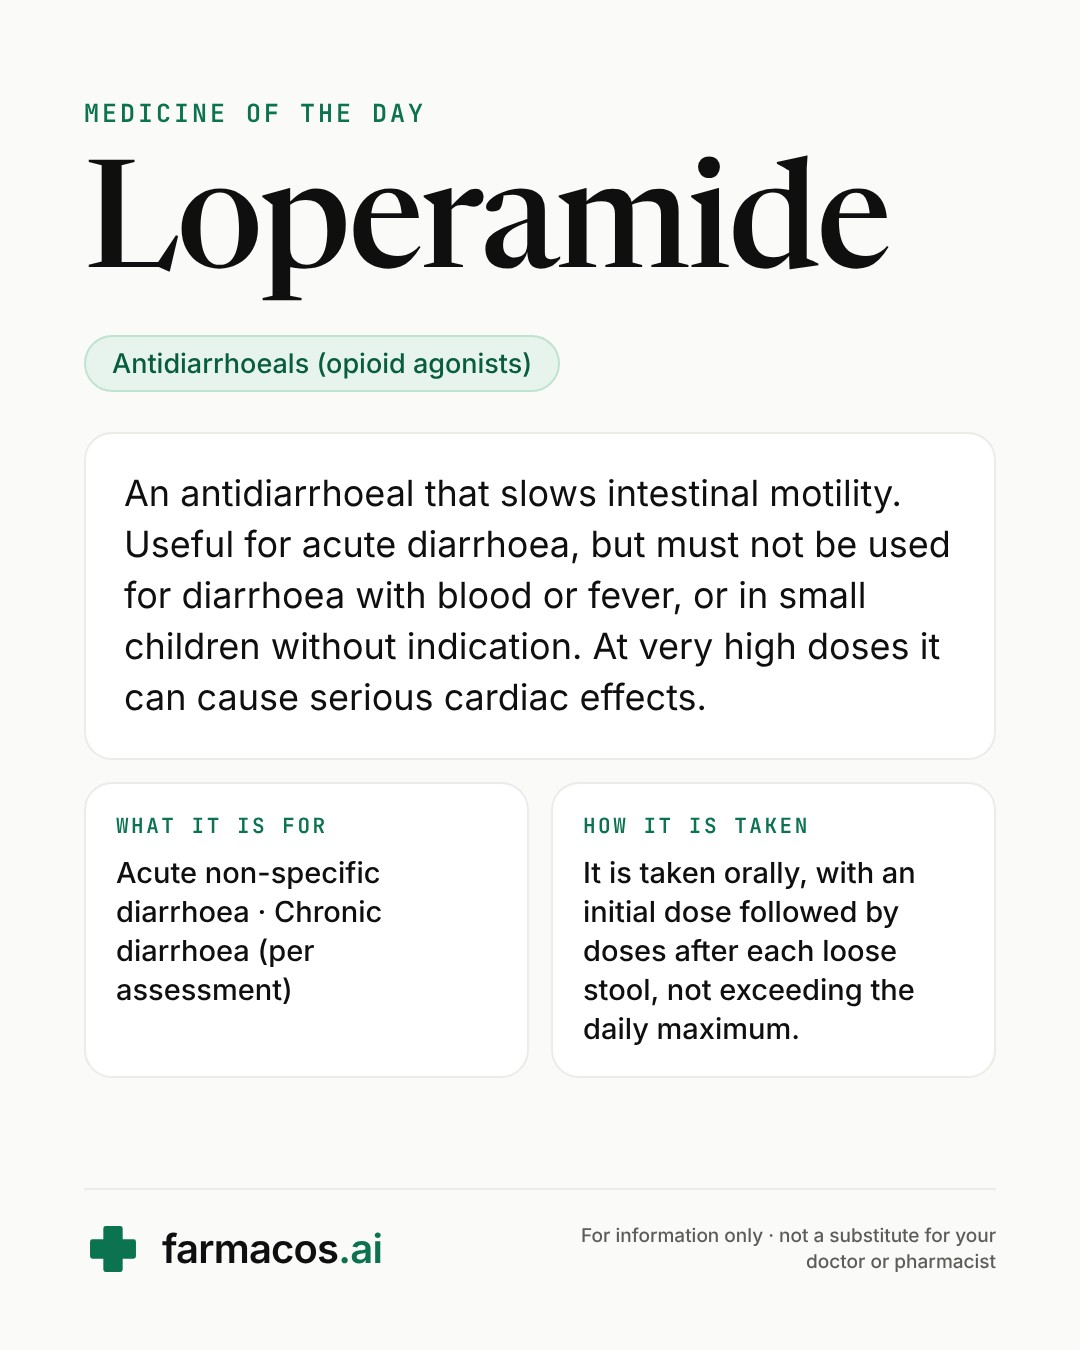 MEDICINE OF THE DAY
Loperamide
Antidiarrhoeals (opioid agonists)
An antidiarrhoeal that slows intestinal motility.
Useful for acute diarrhoea, but must not be used
for diarrhoea with blood or fever, or in small
children without indication. At very high doses it
can cause serious cardiac effects.
WHAT IT IS FOR
Acute non-specific
diarrhoea · Chronic
diarrhoea (per
assessment)
HOW IT IS TAKEN
It is taken orally, with an
initial dose followed by
doses after each loose
stool, not exceeding the
daily maximum.
farmacos.ai
For information only · not a substitute for your
doctor or pharmacist